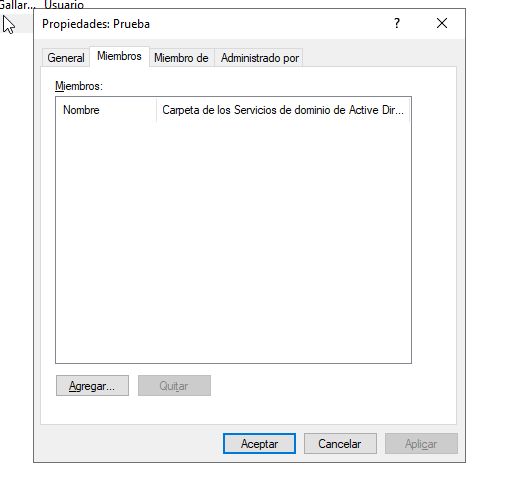 Gallar... Usuario
Propiedades: Prueba ?
General Miembros Miembro de Administrado por
Miembros:
Nombre Carpeta de los Servicios de dominio de Active Dir...
Agregar... Quitar
Aceptar Cancelar Aplicar